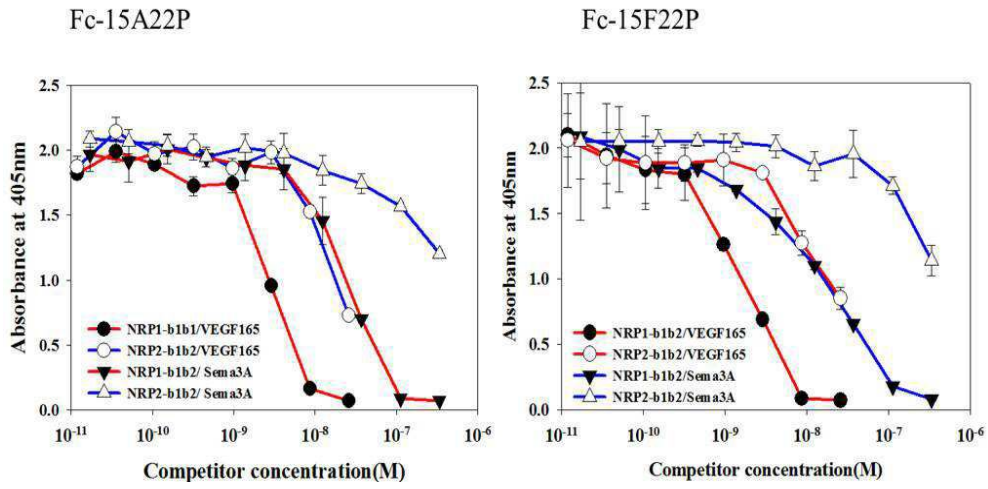 Fc-15A22P
Absorbance at 405nm
2.5
2.0
1.5
1.0
0.5
0.0
NRP1-b1b1/VEGF165
NRP2-b1b2/VEGF165
NRP1-b1b2/ Sema3A
NRP2-b1b2/ Sema3A
10-11 10-10 10-9 10-8 10-7 10-6
Competitor concentration(M)
Fc-15F22P
Absorbance at 405nm
2.5
2.0
1.5
1.0
0.5
0.0
NRP1-b1b2/VEGF165
NRP2-b1b2/VEGF165
NRP1-b1b2/Sema3A
NRP2-b1b2/Sema3A
10-11 10-10 10-9 10-8 10-7 10-6
Competitor concentration(M)